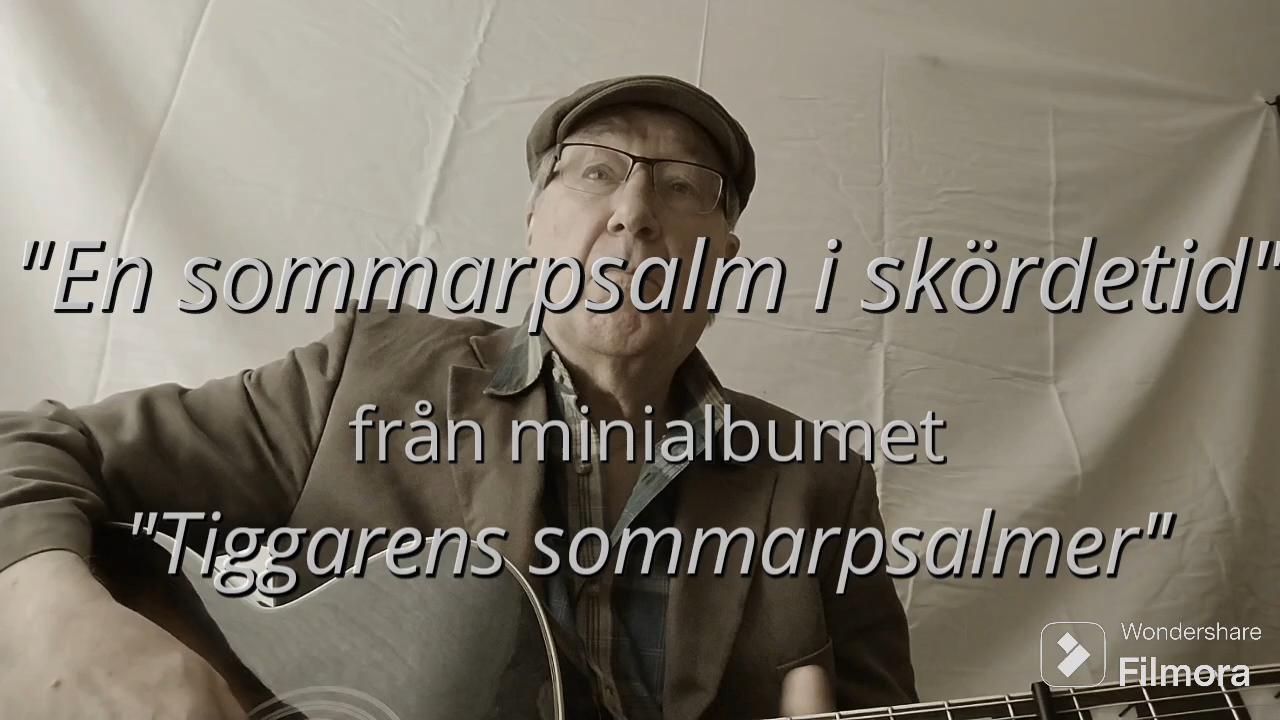 "En sommarpsalm i skördetid"
från minialbumet
"Tiggarens sommarpsalmer"
Wondershare
Filmora